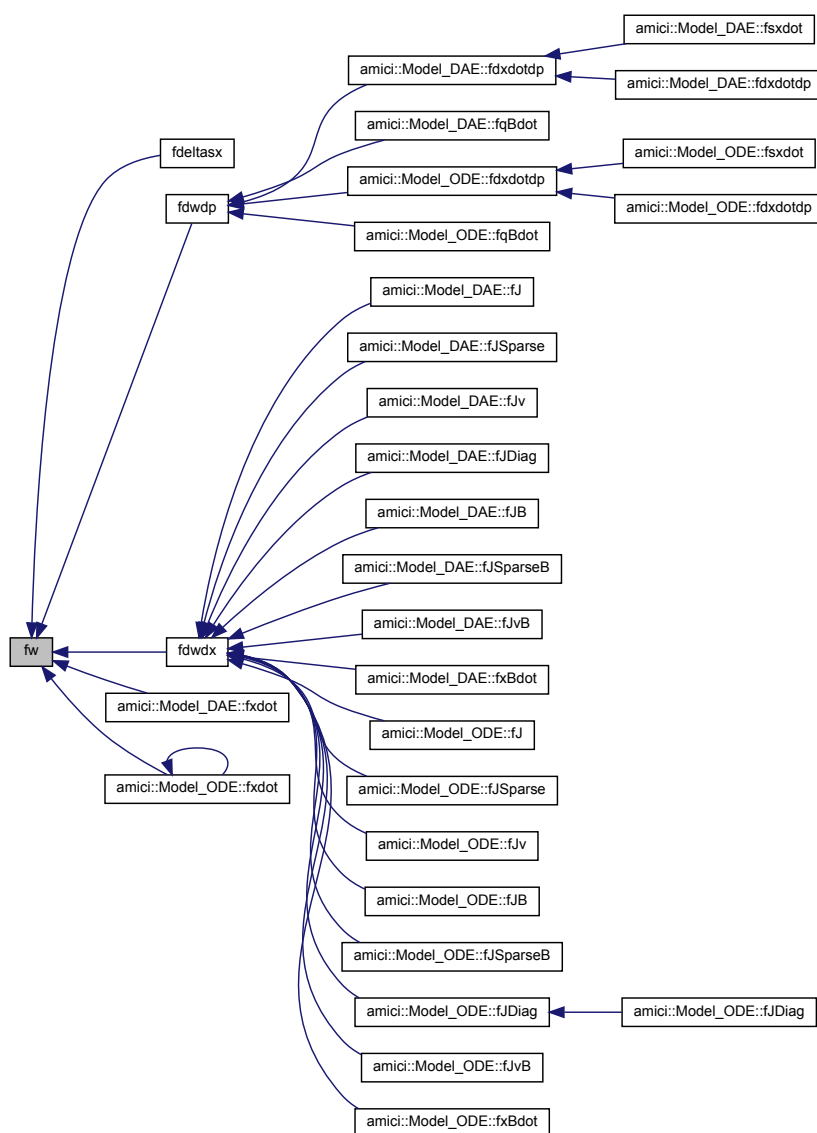 amici::Model_DAE::fsxdot
amici::Model_DAE::fdxdotdp
amici::Model_DAE::fdxdotdp
amici::Model_DAE::fqBdot
fdeltasx
amici::Model_ODE::fsxdot
amici::Model_ODE::fdxdotdp
fdwdp
amici::Model_ODE::fdxdotdp
amici::Model_ODE::fqBdot
amici::Model_DAE::fJ
amici::Model_DAE::fJSparse
amici::Model_DAE::fJv
amici::Model_DAE::fJDiag
amici::Model_DAE::fJB
amici::Model_DAE::fJSparseB
amici::Model_DAE::fJvB
fw
fdwdx
amici::Model_DAE::fxBdot
amici::Model_DAE::fxdot
amici::Model_ODE::fJ
amici::Model_ODE::fxdot
amici::Model_ODE::fJSparse
amici::Model_ODE::fJv
amici::Model_ODE::fJB
amici::Model_ODE::fJSparseB
amici::Model_ODE::fJDiag
amici::Model_ODE::fJDiag
amici::Model_ODE::fJvB
amici::Model_ODE::fxBdot